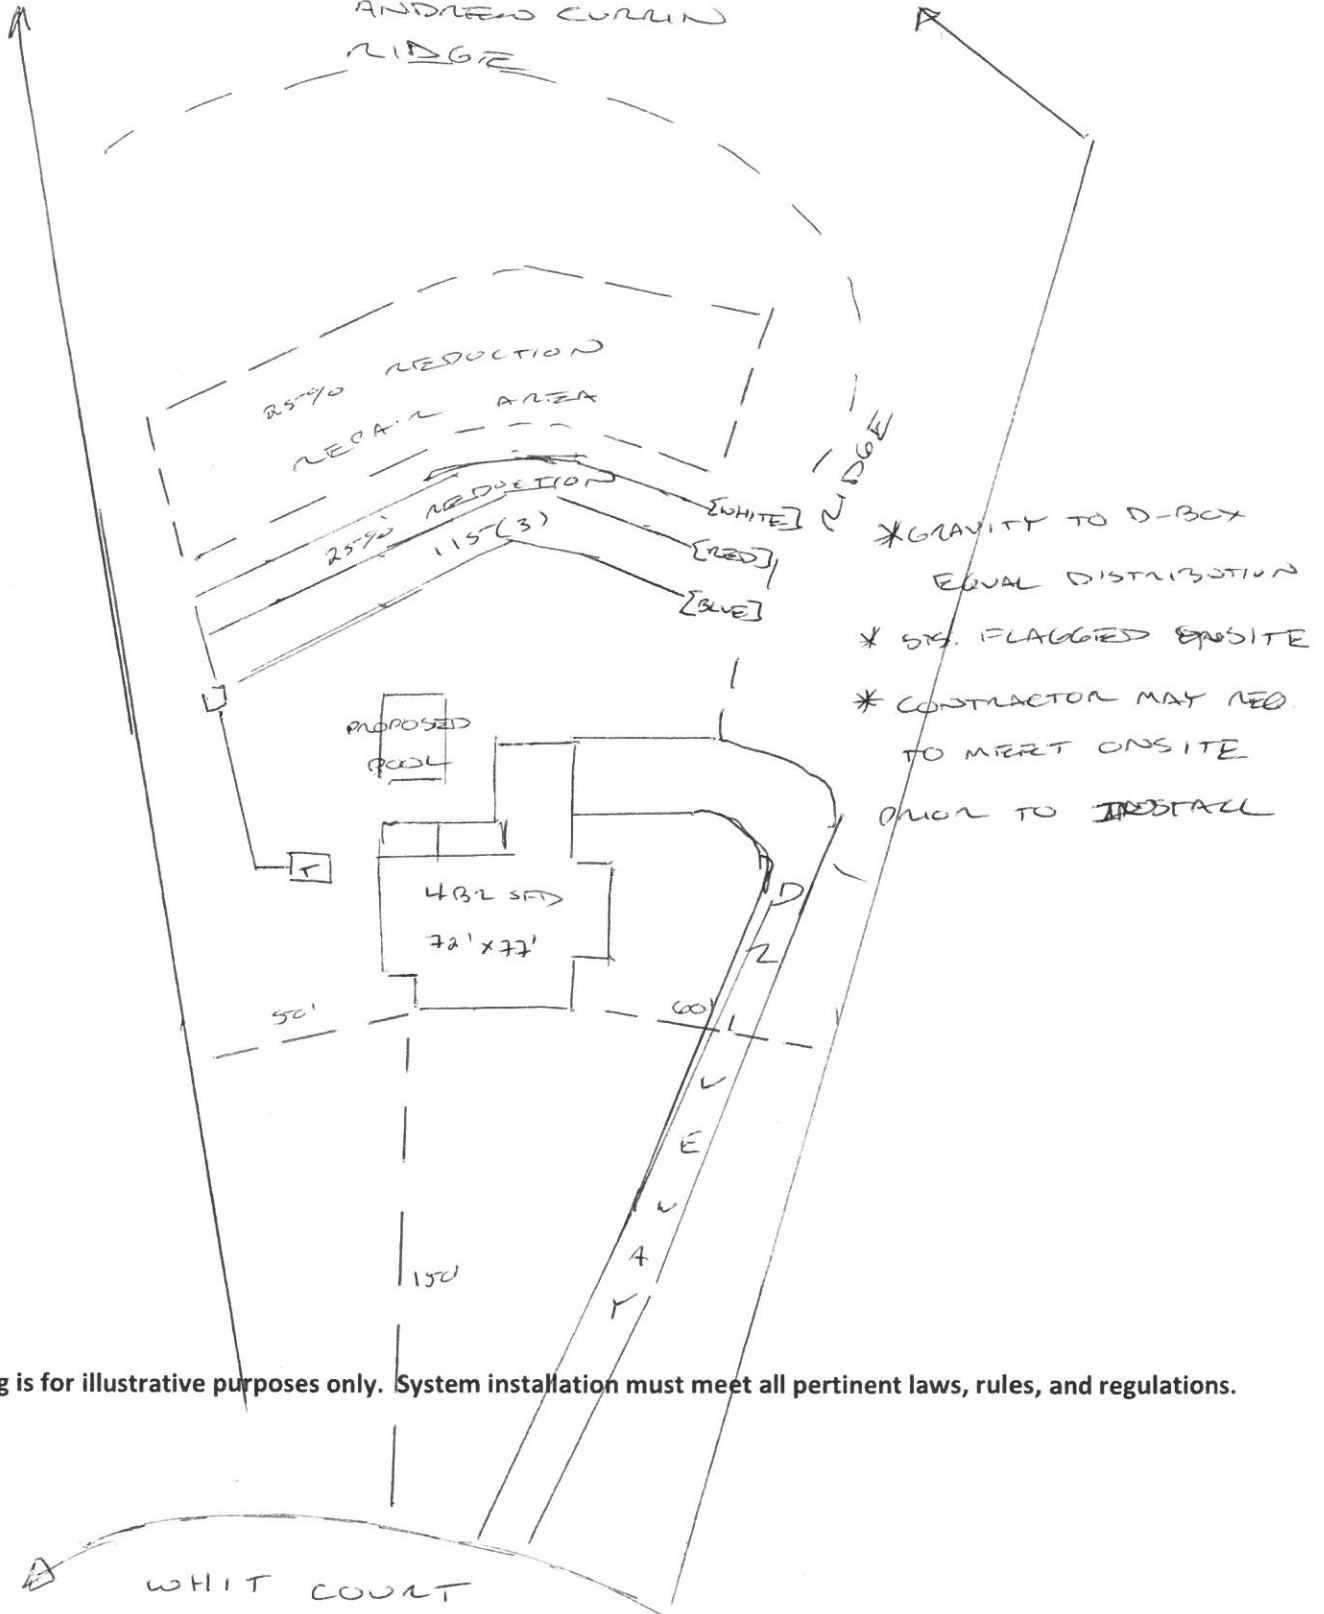 ANDREW CURRIN
RIDGE
25% REDUCTION
REPAIR AREA
25% REDUCTION
115(3)
[WHITE]
[RED]
[BLUE]
RIDGE
*GRAVITY TO D-BOX
EQUAL DISTRIBUTION
* SYS. FLAGGED ONSITE
* CONTRACTOR MAY REQ.
TO MEET ONSITE
PRIOR TO INSTALL
PROPOSED
POOL
T
4BR SFD
72' x 77'
50'
60'
DRIVEWAY
150'
g is for illustrative purposes only. System installation must meet all pertinent laws, rules, and regulations.
WHIT COURT